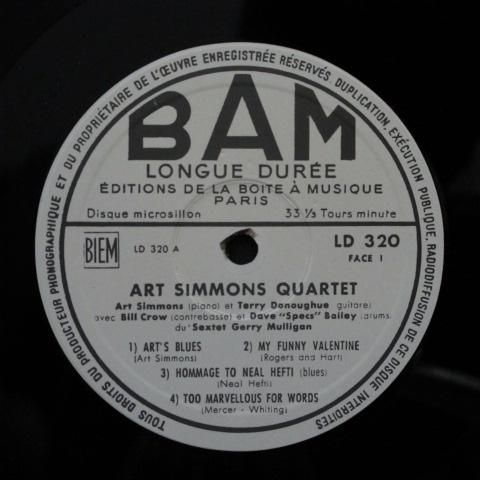 TOUS DROITS DU PRODUCTEUR PHONOGRAPHIQUE ET DU PROPRIÉTAIRE DE L'ŒUVRE ENREGISTRÉE RÉSERVÉS. DUPLICATION, EXÉCUTION PUBLIQUE, RADIODIFFUSION DE CE DISQUE INTERDITES
BAM
LONGUE DURÉE
ÉDITIONS DE LA BOITE À MUSIQUE
PARIS
Disque microsillon 33 ⅓ Tours minute
BIEM LD 320 A LD 320
FACE 1
ART SIMMONS QUARTET
Art Simmons (piano) et Terry Donoughue (guitare)
avec Bill Crow (contrebasse) et Dave "Specs" Bailey (drums)
du Sextet Gerry Mulligan
1) ART'S BLUES 2) MY FUNNY VALENTINE
(Art Simmons) (Rogers and Hart)
3) HOMMAGE TO NEAL HEFTI (blues)
(Neal Hefti)
4) TOO MARVELLOUS FOR WORDS
(Mercer - Whiting)